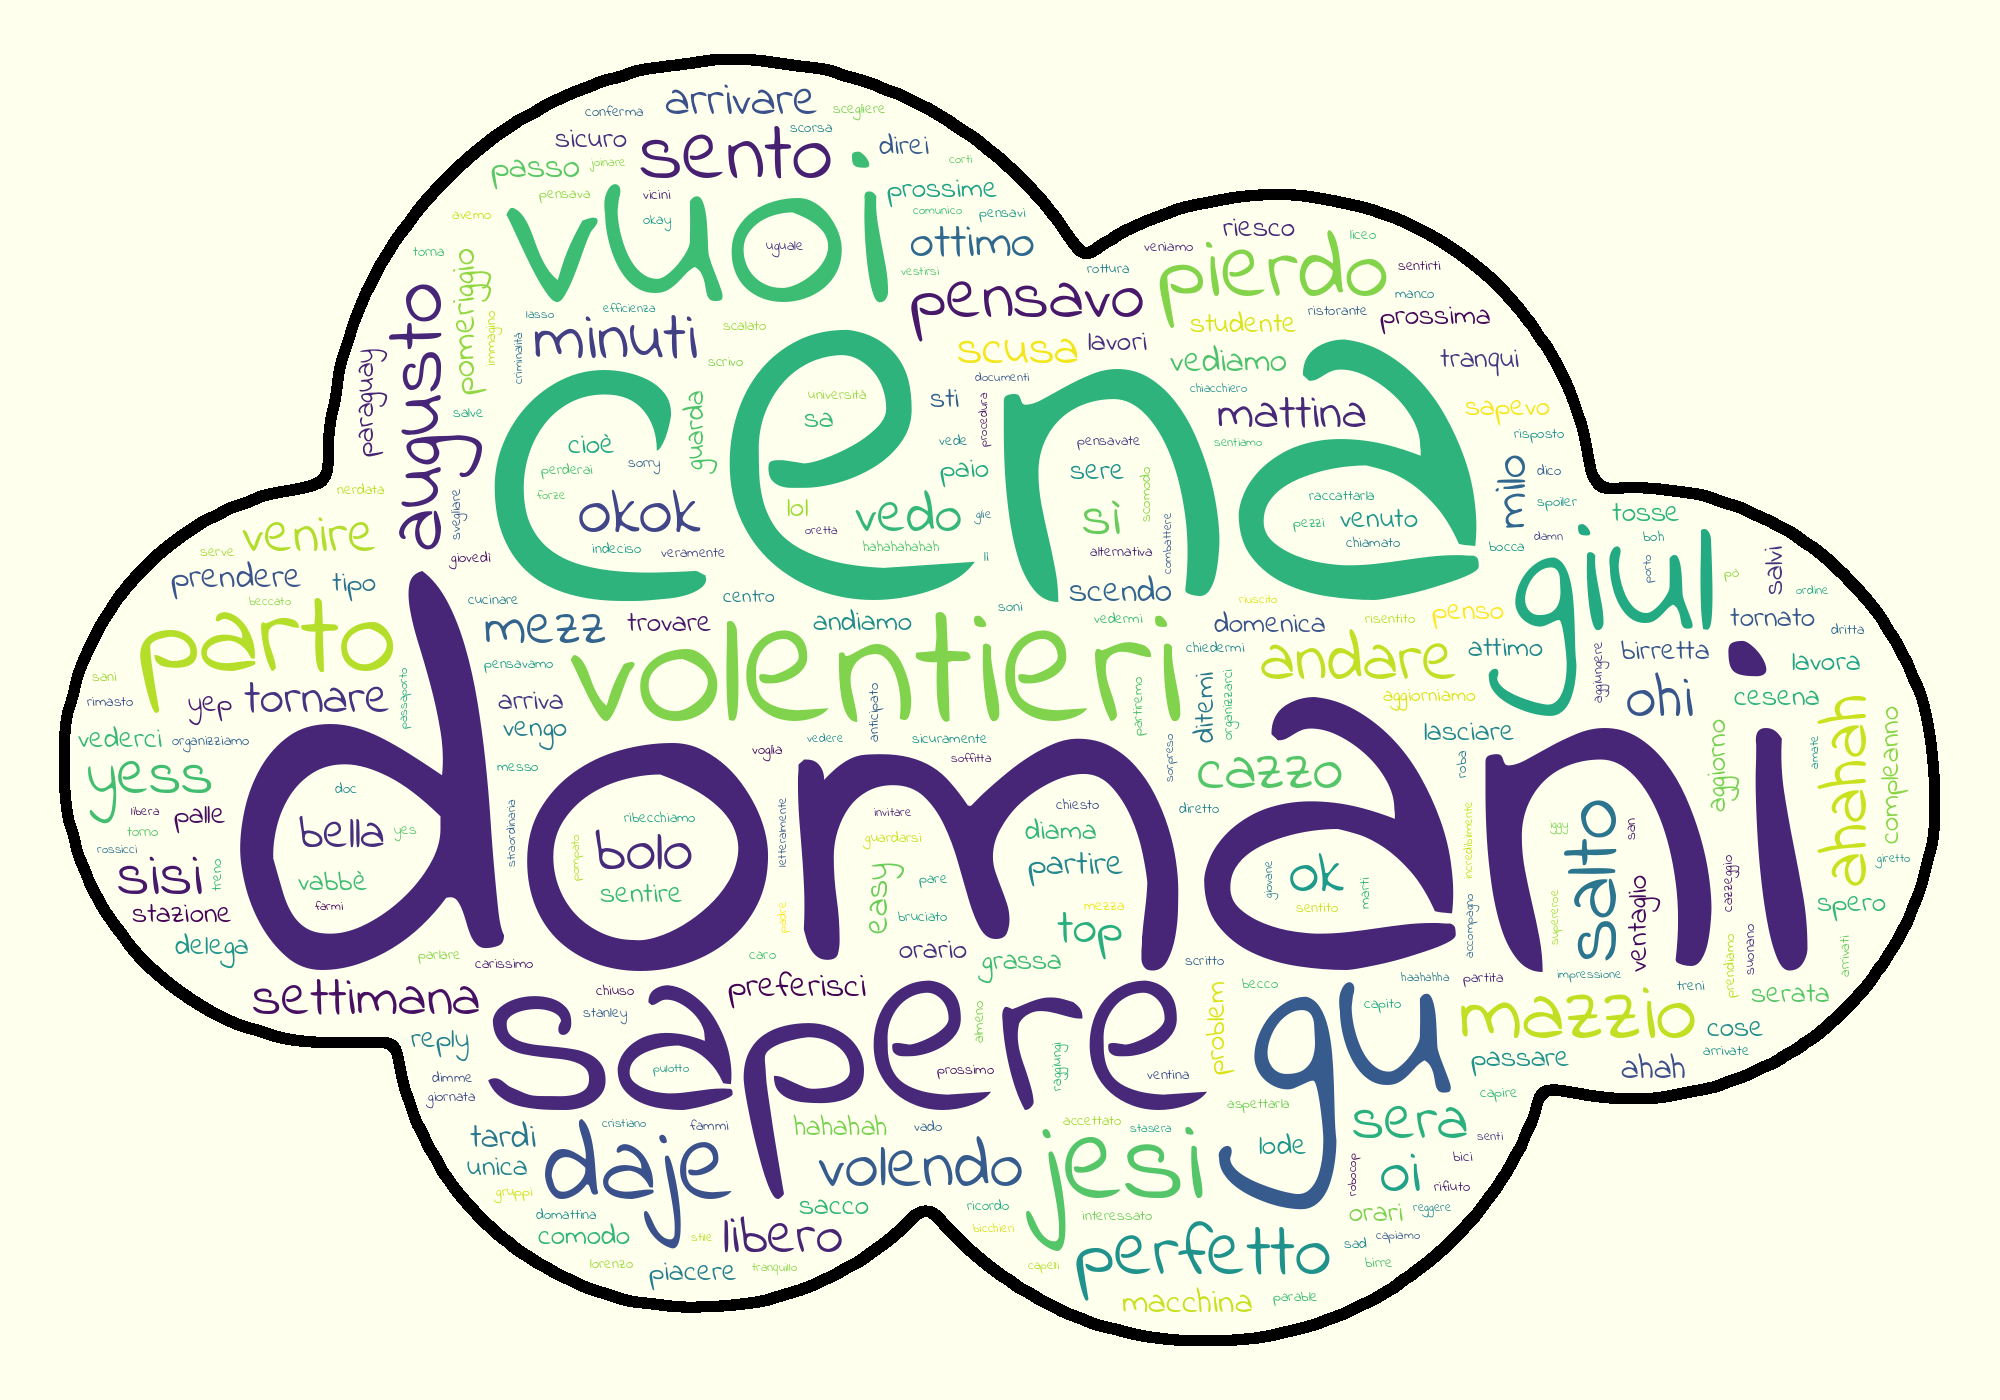 conferma arrivare scegliere
sicuro sento scorsa direi
passo joinare corti
pensava vicini prossime
avemo okay vuoi comunico pensavi
torna uguale ottimo veniamo riesco liceo
pomeriggio vestirsi rottura pierdo sentirti
augusto immagino lasso efficienza pensavo manco
criminalità minuti scalato studente ristorante prossima
paraguay scrivo scusa lavori vediamo tranqui
documenti chiacchiero
salve guarda università sti mattina sapevo
cioè sa procedura
cena
perderai sorry vede pensavate sentiamo risposto
nerdata forze paio sere scomodo milo dico
svegliare okok lol vedo glie sì raccattarla spoiler
venire oretta pezzi venuto tosse
serve giovedì indeciso veramente hahahahahah lì alternativa combattere chiamato bocca damn boh
prendere tipo salvi
beccato cucinare centro soni scendo riuscito giul porto pò ordine
parto mezz trovare andiamo vedermi domenica risentito penso tornato dritta
sani pensavamo volentieri chiedermi andare attimo aggiungere birretta lavora
rimasto yep tornare passaporto arriva anticipato partiremo ditemi organizzarci aggiorniamo ohi cesena
vederci organizziamo vengo voglia vedere sicuramente lasciare aggiorno ahahah compleanno
yess messo soffitta sorpreso cazzo roba amate
domani
libera palle doc straordinaria letteralmente invitare chiesto diretto
torno bella yes ribecchiamo guardarsi diama incredibilmente iggy salto san
rossicci treno pompato bolo easy partire giretto
sisi vabbè sentire pare giovane ok marti cazzeggio
stazione farmi padre bruciato mezza sentito supereroe ventaglio spero
delega parlare caro orario top accompagno suonano arrivati
carissimo grassa scritto haahahha partita impressione prendiamo
settimana chiuso preferisci becco treni serata
stanley almeno problem capito mazzio cose
reply sapere gu arrivate
dimme pulotto prossimo raggiungi ventina passare ahah
giornata aspettarla capire
tardi cristiano fammi hahahah vado accettato stasera sera senti
unica daje volendo jesi lode robocop oi bici
gruppi rifiuto
domattina sacco ricordo interessato orari reggere
comodo stile libero bicchieri sad capiamo
lorenzo piacere tranquillo capelli perfetto birre
macchina parable